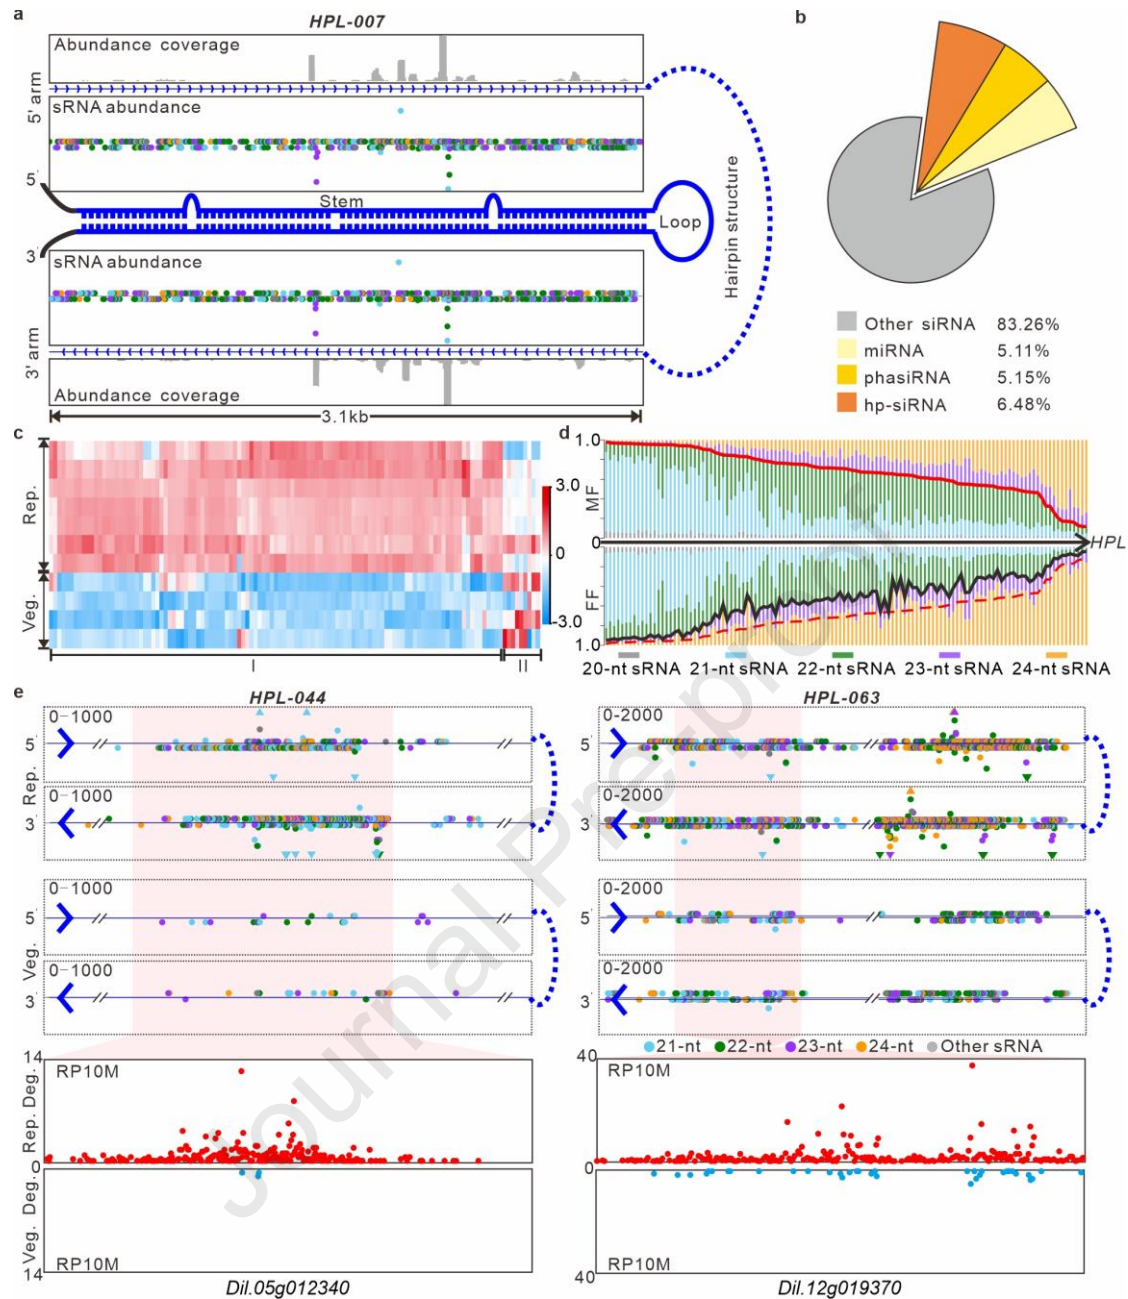 a
HPL-007
Abundance coverage
5' arm
sRNA abundance
5'
Stem
Loop
Hairpin structure
3'
sRNA abundance
3' arm
Abundance coverage
3.1kb
b
Other siRNA 83.26%
miRNA 5.11%
phasiRNA 5.15%
hp-siRNA 6.48%
c
Rep.
Veg.
3.0
0
-3.0
I
II
d
1.0
MF
0
HPL
FF
1.0
20-nt sRNA 21-nt sRNA 22-nt sRNA 23-nt sRNA 24-nt sRNA
e
HPL-044
0-1000
5'
Rep.
0-1000
3'
0-1000
5'
Veg.
0-1000
3'
HPL-063
0-2000
5'
0-2000
3'
0-2000
5'
0-2000
3'
21-nt 22-nt 23-nt 24-nt Other sRNA
14
RP10M
Rep. Deg.
0
Veg. Deg.
RP10M
14
Dil.05g012340
40
RP10M
0
RP10M
40
Dil.12g019370
Journal Pre-proof